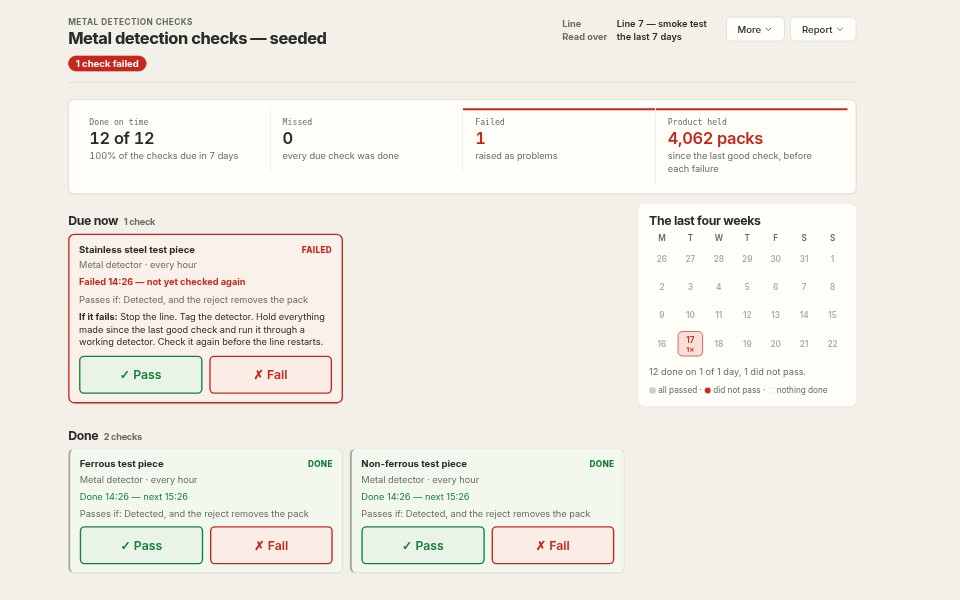 METAL DETECTION CHECKS
Metal detection checks — seeded
1 check failed
Line Line 7 — smoke test
Read over the last 7 days
More
Report
Done on time
12 of 12
100% of the checks due in 7 days
Missed
0
every due check was done
Failed
1
raised as problems
Product held
4,062 packs
since the last good check, before
each failure
Due now 1 check
Stainless steel test piece FAILED
Metal detector · every hour
Failed 14:26 — not yet checked again
Passes if: Detected, and the reject removes the pack
If it fails: Stop the line. Tag the detector. Hold everything
made since the last good check and run it through a
working detector. Check it again before the line restarts.
✓ Pass ✗ Fail
The last four weeks
M T W T F S S
26 27 28 29 30 31 1
2 3 4 5 6 7 8
9 10 11 12 13 14 15
16 17 18 19 20 21 22
1×
12 done on 1 of 1 day, 1 did not pass.
all passed · did not pass · nothing done
Done 2 checks
Ferrous test piece DONE
Metal detector · every hour
Done 14:26 — next 15:26
Passes if: Detected, and the reject removes the pack
✓ Pass ✗ Fail
Non-ferrous test piece DONE
Metal detector · every hour
Done 14:26 — next 15:26
Passes if: Detected, and the reject removes the pack
✓ Pass ✗ Fail